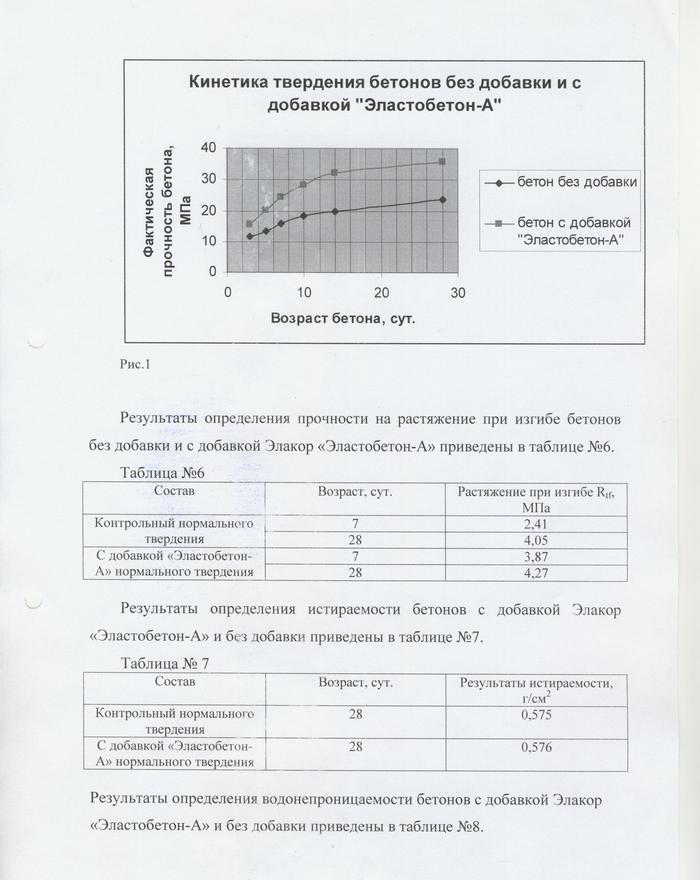 Кинетика твердения бетонов без добавки и с
добавкой "Эластобетон-А"
Фактическая
прочность бетона,
МПа
40
30
20
10
0
0 10 20 30
Возраст бетона, сут.
бетон без добавки
бетон с добавкой
"Эластобетон-А"
Рис.1
Результаты определения прочности на растяжение при изгибе бетонов
без добавки и с добавкой Элакор «Эластобетон-А» приведены в таблице №6.
Таблица №6
Состав Возраст, сут. Растяжение при изгибе Rtf,
МПа
Контрольный нормального 7 2,41
твердения 28 4,05
С добавкой «Эластобетон- 7 3,87
А» нормального твердения 28 4,27
Результаты определения истираемости бетонов с добавкой Элакор
«Эластобетон-А» и без добавки приведены в таблице №7.
Таблица № 7
Состав Возраст, сут. Результаты истираемости,
г/см2
Контрольный нормального 28 0,575
твердения
С добавкой «Эластобетон- 28 0,576
А» нормального твердения
Результаты определения водонепроницаемости бетонов с добавкой Элакор
«Эластобетон-А» и без добавки приведены в таблице №8.